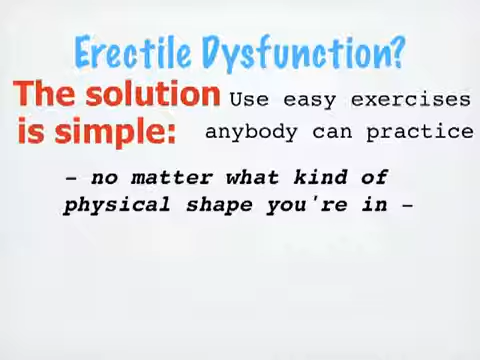 Erectile Dysfunction?
The solution Use easy exercises
is simple: anybody can practice
- no matter what kind of
physical shape you're in -